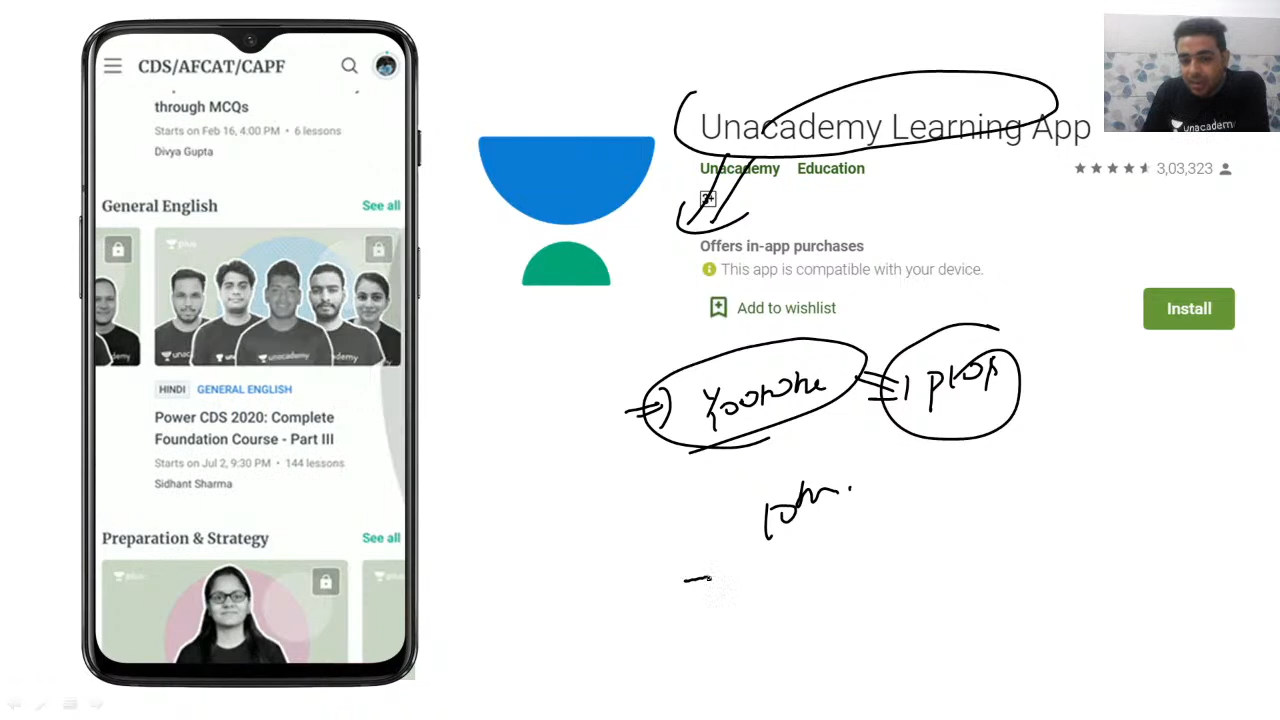 CDS/AFCAT/CAPF
through MCQs
Starts on Feb 16, 4:00 PM • 6 lessons
Divya Gupta
General English
See all
plus
unacademy
HINDI GENERAL ENGLISH
Power CDS 2020: Complete
Foundation Course - Part III
Starts on Jul 2, 9:30 PM • 144 lessons
Sidhant Sharma
Preparation & Strategy
See all
Unacademy Learning App
Unacademy Education
3,03,323
3+
Offers in-app purchases
This app is compatible with your device.
Add to wishlist
Install
unacademy